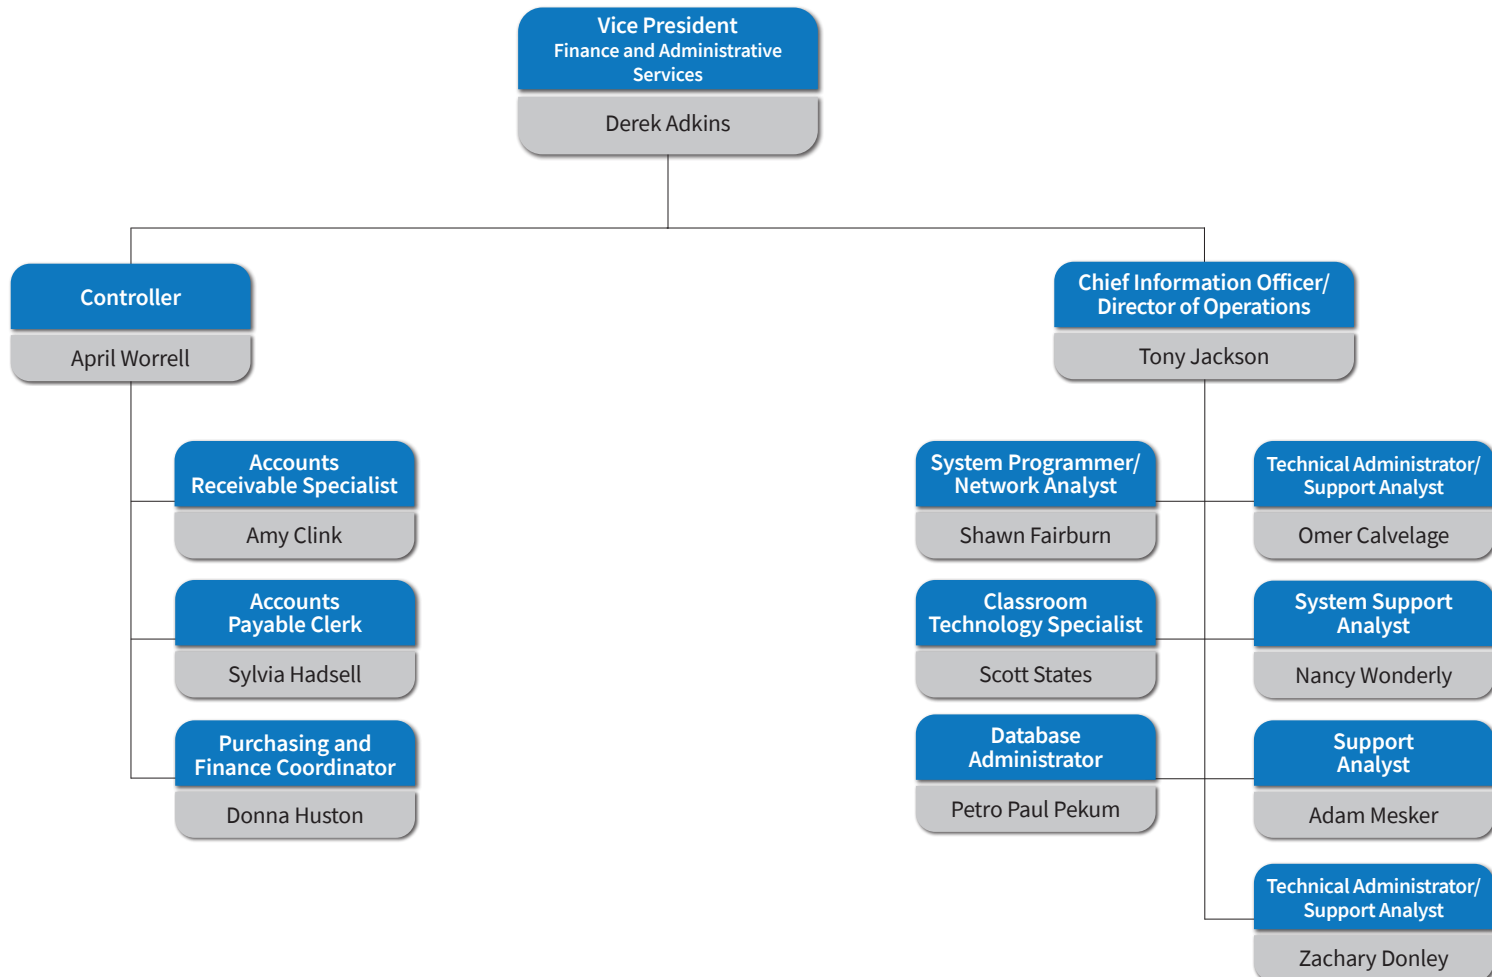 Vice President
Finance and Administrative
Services
Derek Adkins
Controller
April Worrell
Chief Information Officer/
Director of Operations
Tony Jackson
Accounts
Receivable Specialist
Amy Clink
Accounts
Payable Clerk
Sylvia Hadsell
Purchasing and
Finance Coordinator
Donna Huston
System Programmer/
Network Analyst
Shawn Fairburn
Technical Administrator/
Support Analyst
Omer Calvelage
Classroom
Technology Specialist
Scott States
System Support
Analyst
Nancy Wonderly
Database
Administrator
Petro Paul Pekum
Support
Analyst
Adam Mesker
Technical Administrator/
Support Analyst
Zachary Donley